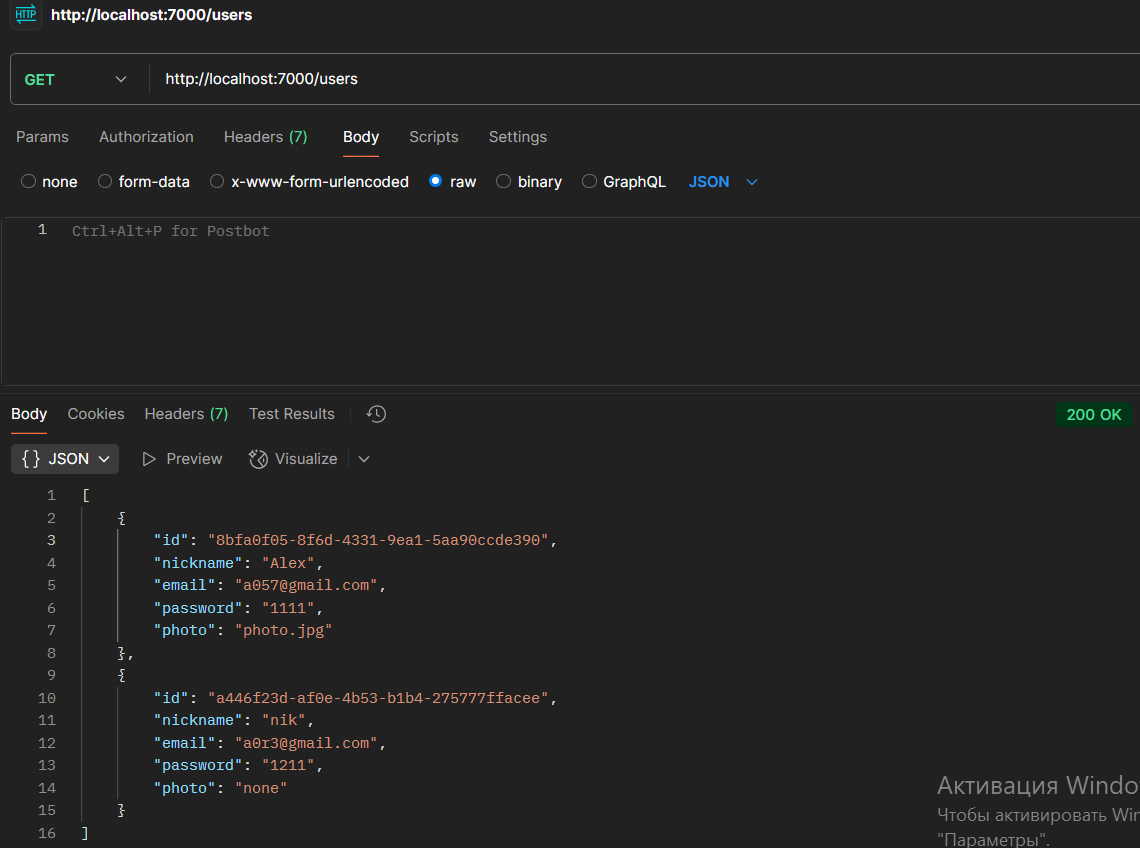 HTTP http://localhost:7000/users
GET http://localhost:7000/users
Params Authorization Headers (7) Body Scripts Settings
none form-data x-www-form-urlencoded raw binary GraphQL JSON
1 Ctrl+Alt+P for Postbot
Body Cookies Headers (7) Test Results 200 OK
{} JSON Preview Visualize
1 [
2 {
3 "id": "8bfa0f05-8f6d-4331-9ea1-5aa90ccde390",
4 "nickname": "Alex",
5 "email": "a057@gmail.com",
6 "password": "1111",
7 "photo": "photo.jpg"
8 },
9 {
10 "id": "a446f23d-af0e-4b53-b1b4-275777ffacee",
11 "nickname": "nik",
12 "email": "a0r3@gmail.com",
13 "password": "1211",
14 "photo": "none"
15 }
16 ]
Активация Windo
Чтобы активировать Win
"Параметры".